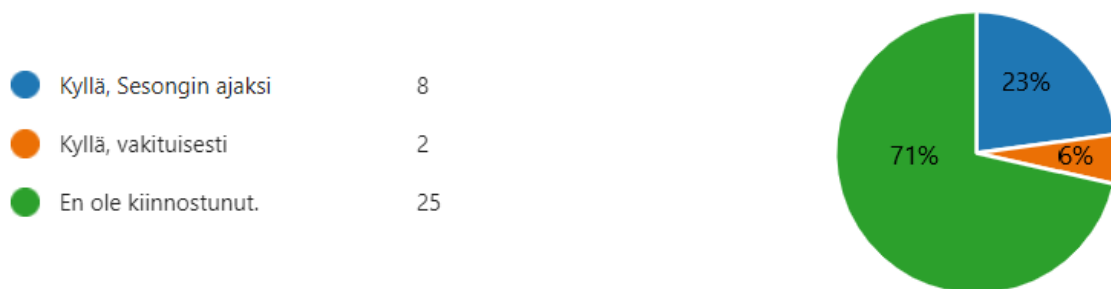 Kyllä, Sesongin ajaksi 8
Kyllä, vakituisesti 2
En ole kiinnostunut. 25
23%
6%
71%